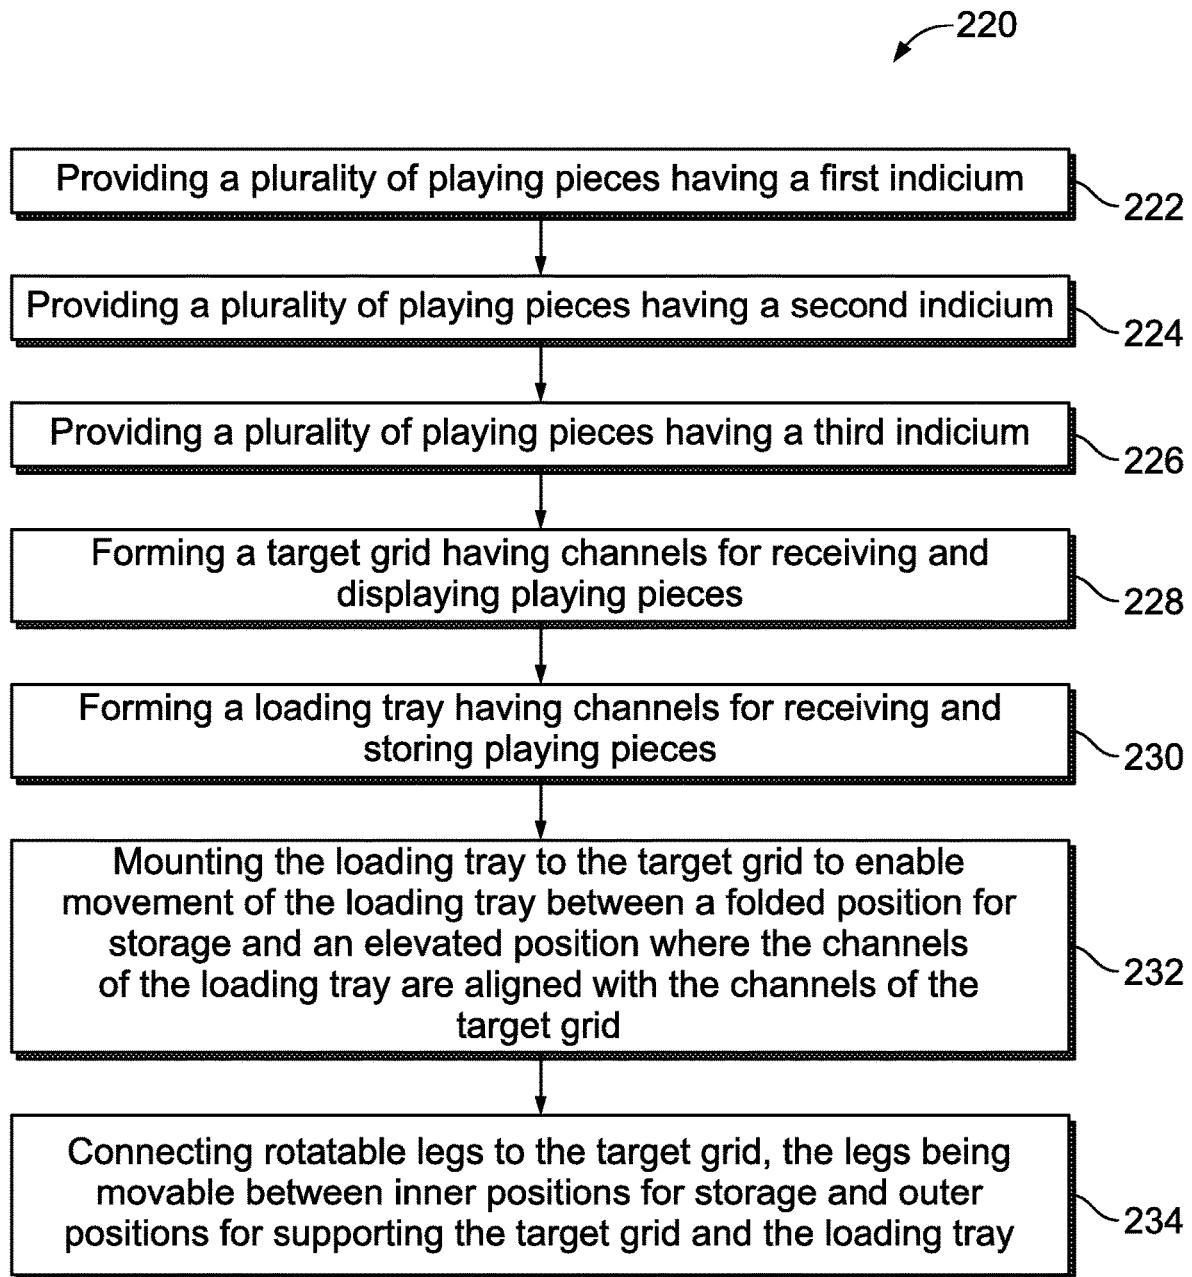 220
Providing a plurality of playing pieces having a first indicium
222
Providing a plurality of playing pieces having a second indicium
224
Providing a plurality of playing pieces having a third indicium
226
Forming a target grid having channels for receiving and
displaying playing pieces
228
Forming a loading tray having channels for receiving and
storing playing pieces
230
Mounting the loading tray to the target grid to enable
movement of the loading tray between a folded position for
storage and an elevated position where the channels
of the loading tray are aligned with the channels of the
target grid
232
Connecting rotatable legs to the target grid, the legs being
movable between inner positions for storage and outer
positions for supporting the target grid and the loading tray
234